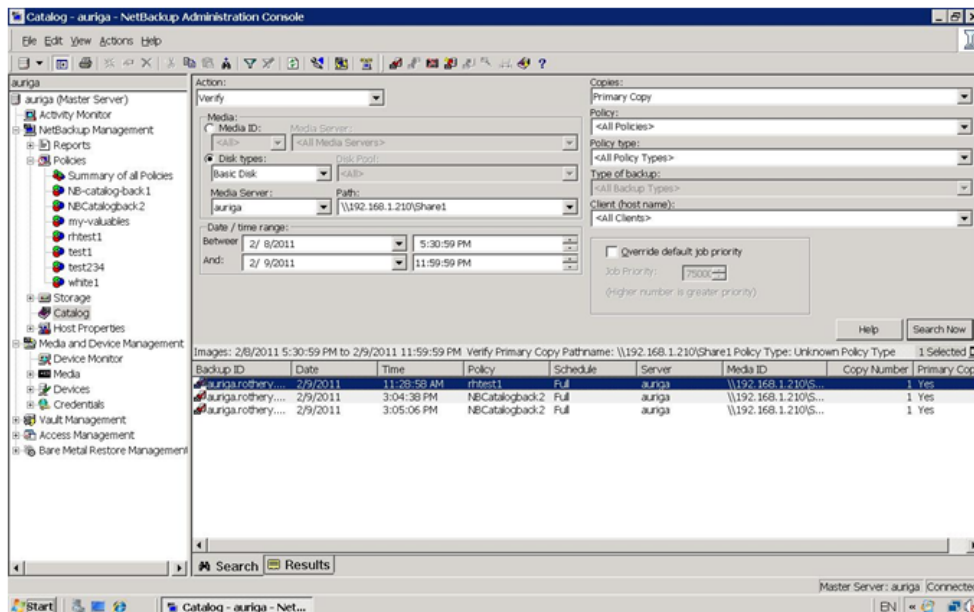 Catalog - auriga - NetBackup Administration Console
File Edit View Actions Help
auriga
auriga (Master Server)
Activity Monitor
NetBackup Management
Reports
Policies
Summary of all Policies
NB-catalog-back1
NBCatalogback2
my-valuables
rhtest1
test1
test234
white1
Storage
Catalog
Host Properties
Media and Device Management
Device Monitor
Media
Devices
Credentials
Vault Management
Access Management
Bare Metal Restore Management
Action:
Verify
Media:
Media ID: Media Server:
<All> <All Media Servers>
Disk types: Disk Pool:
Basic Disk <All>
Media Server: Path:
auriga \\192.168.1.210\Share1
Date / time range:
Between 2/ 8/2011 5:30:59 PM
And: 2/ 9/2011 11:59:59 PM
Copies:
Primary Copy
Policy:
<All Policies>
Policy type:
<All Policy Types>
Type of backup:
<All Backup Types>
Client (host name):
<All Clients>
Override default job priority
Job Priority: 75000
(Higher number is greater priority)
Help Search Now
Images: 2/8/2011 5:30:59 PM to 2/9/2011 11:59:59 PM Verify Primary Copy Pathname: \\192.168.1.210\Share1 Policy Type: Unknown Policy Type 1 Selected
Backup ID Date Time Policy Schedule Server Media ID Copy Number Primary Cop
auriga.rothery.... 2/9/2011 11:28:58 AM rhtest1 Full auriga \\192.168.1.210\S... 1 Yes
auriga.rothery.... 2/9/2011 3:04:38 PM NBCatalogback2 Full auriga \\192.168.1.210\S... 1 Yes
auriga.rothery.... 2/9/2011 3:05:06 PM NBCatalogback2 Full auriga \\192.168.1.210\S... 1 Yes
Search Results
Master Server: auriga Connected
Start Catalog - auriga - Net... EN